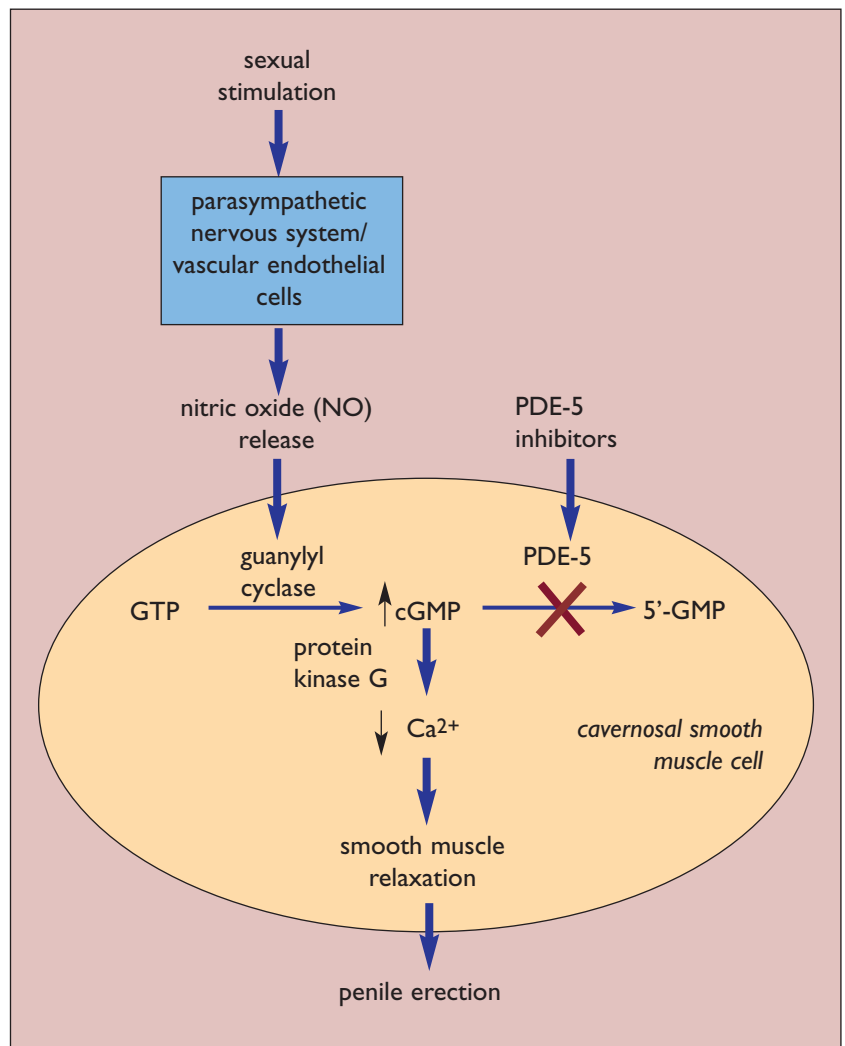 sexual
stimulation
parasympathetic
nervous system/
vascular endothelial
cells
nitric oxide (NO)
release
PDE-5
inhibitors
guanylyl
cyclase
PDE-5
GTP
cGMP
5’-GMP
protein
kinase G
Ca2+
cavernosal smooth
muscle cell
smooth muscle
relaxation
penile erection